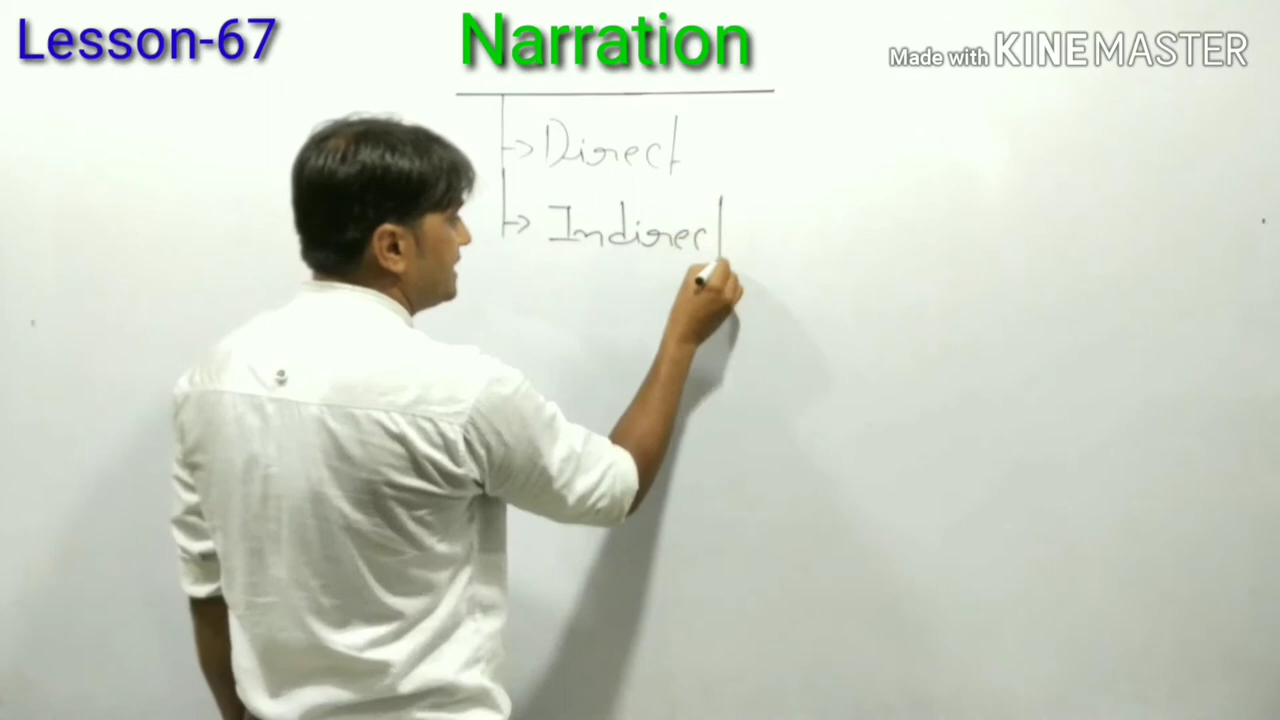 Lesson-67
Narration
Made with KINEMASTER
→ Direct
→ Indirect